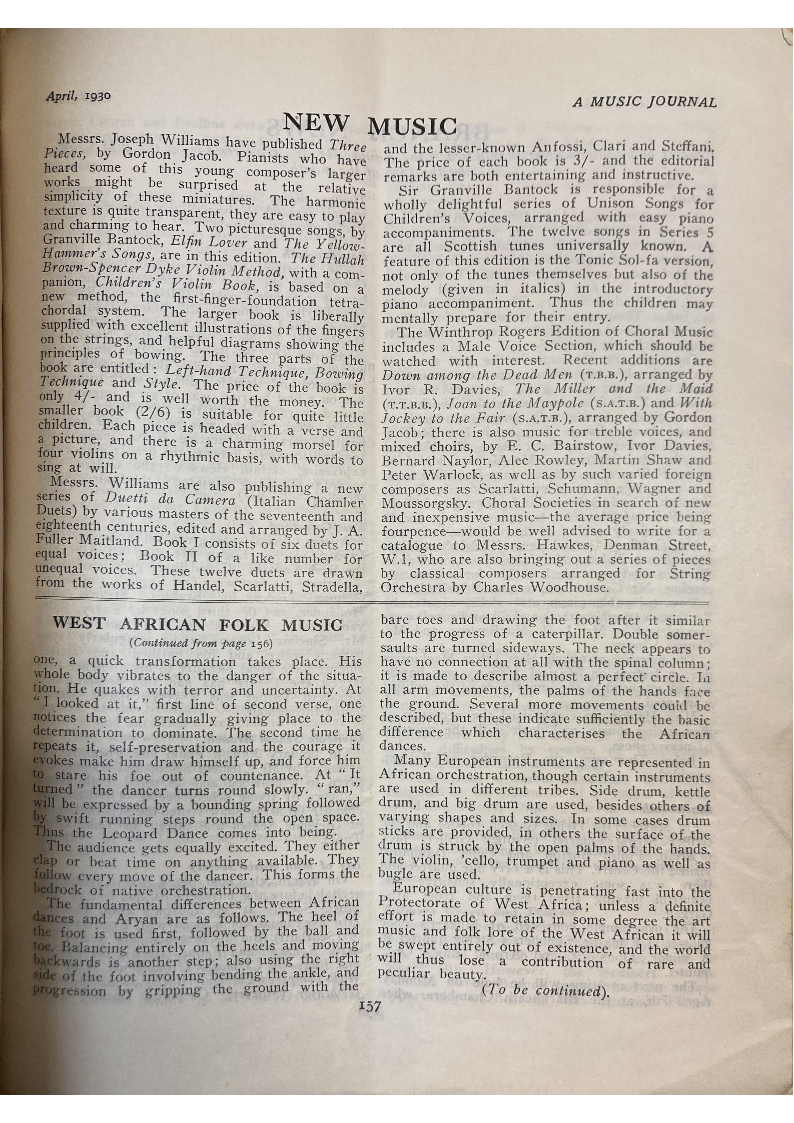 April, 1930
A MUSIC JOURNAL
NEW MUSIC
Messrs. Joseph Williams have published Three
Pieces, by Gordon Jacob. Pianists who have
heard some of this young composer's larger
works might be surprised at the relative
simplicity of these miniatures. The harmonic
texture is quite transparent, they are easy to play
and charming to hear. Two picturesque songs, by
Granville Bantock, Elfin Lover and The Yellow-
Hammer's Songs, are in this edition. The Hullah
Brown-Spencer Dyke Violin Method, with a com-
panion, Children's Violin Book, is based on a
new method, the first-finger-foundation tetra-
chordal system. The larger book is liberally
supplied with excellent illustrations of the fingers
on the strings, and helpful diagrams showing the
principles of bowing. The three parts of the
book are entitled: Left-hand Technique, Bowing
Technique and Style. The price of the book is
only 4/- and is well worth the money. The
smaller book (2/6) is suitable for quite little
children. Each piece is headed with a verse and
a picture, and there is a charming morsel for
four violins on a rhythmic basis, with words to
sing at will.
Messrs. Williams are also publishing a new
series of Duetti da Camera (Italian Chamber
Duets) by various masters of the seventeenth and
eighteenth centuries, edited and arranged by J. A.
Fuller Maitland. Book I consists of six duets for
equal voices; Book II of a like number for
unequal voices. These twelve duets are drawn
from the works of Handel, Scarlatti, Stradella,
and the lesser-known Anfossi, Clari and Steffani.
The price of each book is 3/- and the editorial
remarks are both entertaining and instructive.
Sir Granville Bantock is responsible for a
wholly delightful series of Unison Songs for
Children's Voices, arranged with easy piano
accompaniments. The twelve songs in Series 5
are all Scottish tunes universally known. A
feature of this edition is the Tonic Sol-fa version,
not only of the tunes themselves but also of the
melody (given in italics) in the introductory
piano accompaniment. Thus the children may
mentally prepare for their entry.
The Winthrop Rogers Edition of Choral Music
includes a Male Voice Section, which should be
watched with interest. Recent additions are
Down among the Dead Men (T.B.B.), arranged by
Ivor R. Davies, The Miller and the Maid
(T.T.B.B.), Joan to the Maypole (S.A.T.B.) and With
Jockey to the Fair (S.A.T.B.), arranged by Gordon
Jacob; there is also music for treble voices, and
mixed choirs, by E. C. Bairstow, Ivor Davies,
Bernard Naylor, Alec Rowley, Martin Shaw and
Peter Warlock, as well as by such varied foreign
composers as Scarlatti, Schumann, Wagner and
Moussorgsky. Choral Societies in search of new
and inexpensive music—the average price being
fourpence—would be well advised to write for a
catalogue to Messrs. Hawkes, Denman Street,
W.1, who are also bringing out a series of pieces
by classical composers arranged for String
Orchestra by Charles Woodhouse.
WEST AFRICAN FOLK MUSIC
(Continued from page 156)
one, a quick transformation takes place. His
whole body vibrates to the danger of the situa-
tion. He quakes with terror and uncertainty. At
"I looked at it," first line of second verse, one
notices the fear gradually giving place to the
determination to dominate. The second time he
repeats it, self-preservation and the courage it
evokes make him draw himself up, and force him
to stare his foe out of countenance. At "It
turned" the dancer turns round slowly. "ran,"
will be expressed by a bounding spring followed
by swift running steps round the open space.
Thus the Leopard Dance comes into being.
The audience gets equally excited. They either
clap or beat time on anything available. They
follow every move of the dancer. This forms the
bedrock of native orchestration.
The fundamental differences between African
dances and Aryan are as follows. The heel of
the foot is used first, followed by the ball and
toe. Balancing entirely on the heels and moving
backwards is another step; also using the right
side of the foot involving bending the ankle, and
progression by gripping the ground with the
bare toes and drawing the foot after it similar
to the progress of a caterpillar. Double somer-
saults are turned sideways. The neck appears to
have no connection at all with the spinal column;
it is made to describe almost a perfect circle. In
all arm movements, the palms of the hands face
the ground. Several more movements could be
described, but these indicate sufficiently the basic
difference which characterises the African
dances.
Many European instruments are represented in
African orchestration, though certain instruments
are used in different tribes. Side drum, kettle
drum, and big drum are used, besides others of
varying shapes and sizes. In some cases drum
sticks are provided, in others the surface of the
drum is struck by the open palms of the hands.
The violin, 'cello, trumpet and piano as well as
bugle are used.
European culture is penetrating fast into the
Protectorate of West Africa; unless a definite
effort is made to retain in some degree the art
music and folk lore of the West African it will
be swept entirely out of existence, and the world
will thus lose a contribution of rare and
peculiar beauty.
(To be continued).
157